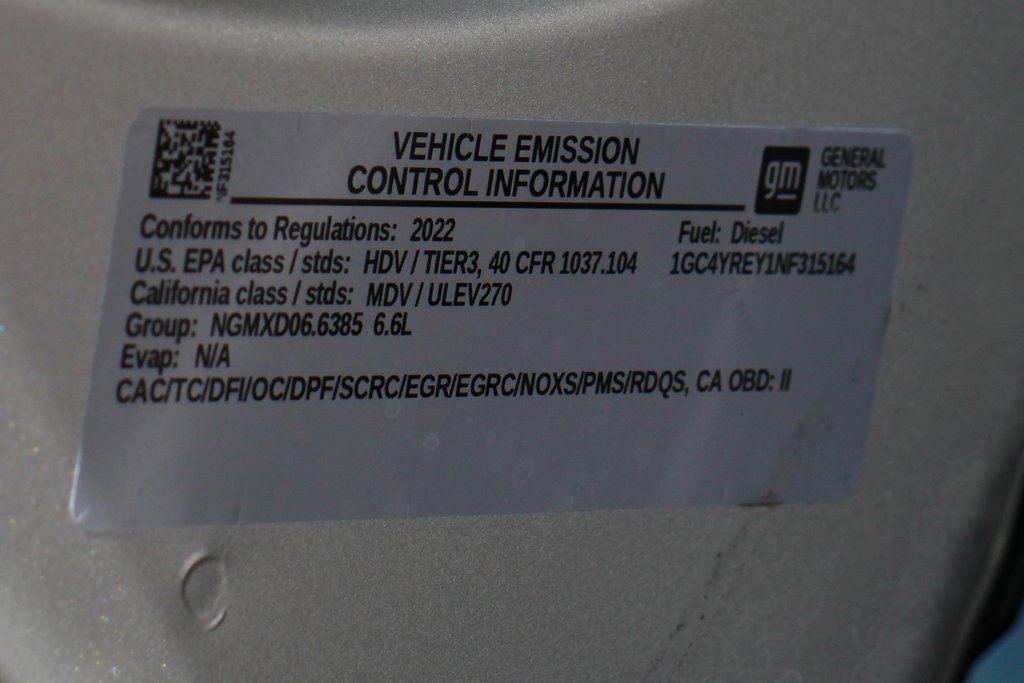 VEHICLE EMISSION
CONTROL INFORMATION
gm GENERAL
MOTORS
LLC
NF315164
Conforms to Regulations: 2022 Fuel: Diesel
U.S. EPA class / stds: HDV / TIER3, 40 CFR 1037.104 1GC4YREY1NF315164
California class / stds: MDV / ULEV270
Group: NGMXD06.6385 6.6L
Evap: N/A
CAC/TC/DFI/OC/DPF/SCRC/EGR/EGRC/NOXS/PMS/RDQS, CA OBD: II